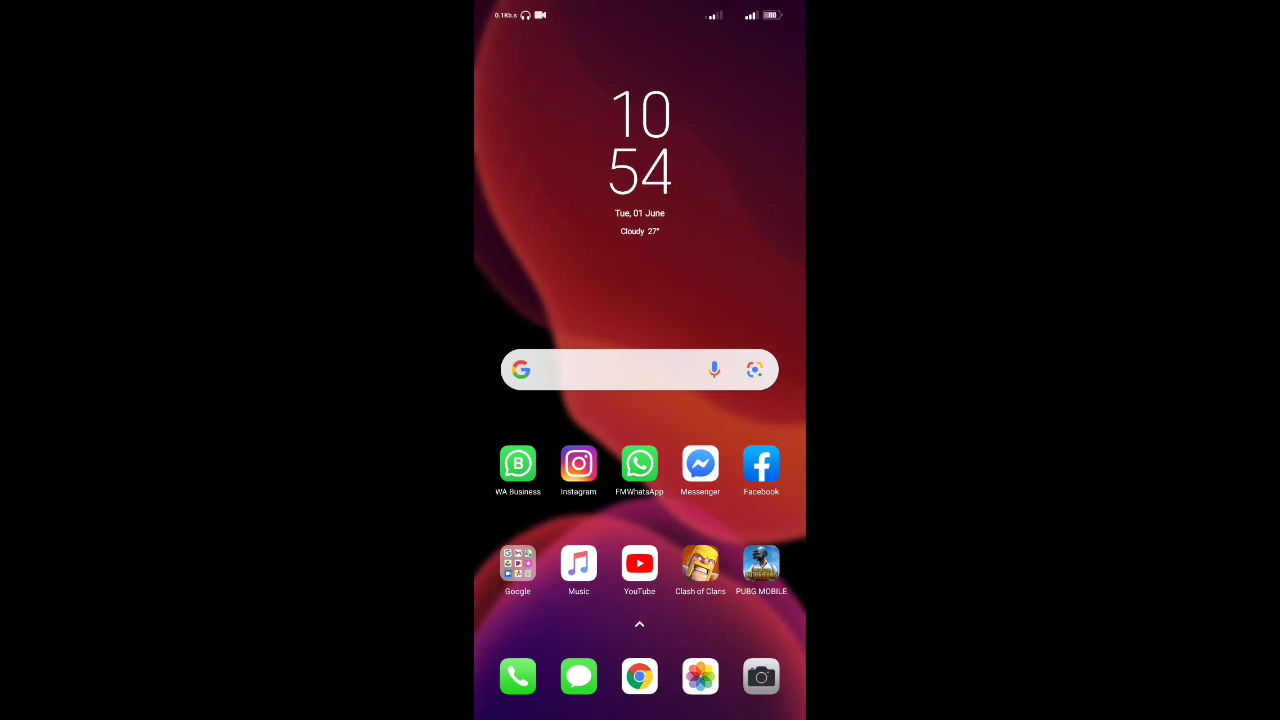 0.1Kb.s
10
54
Tue, 01 June
Cloudy 27°
WA Business
Instagram
FMWhatsApp
Messenger
Facebook
Google
Music
YouTube
Clash of Clans
PUBG MOBILE